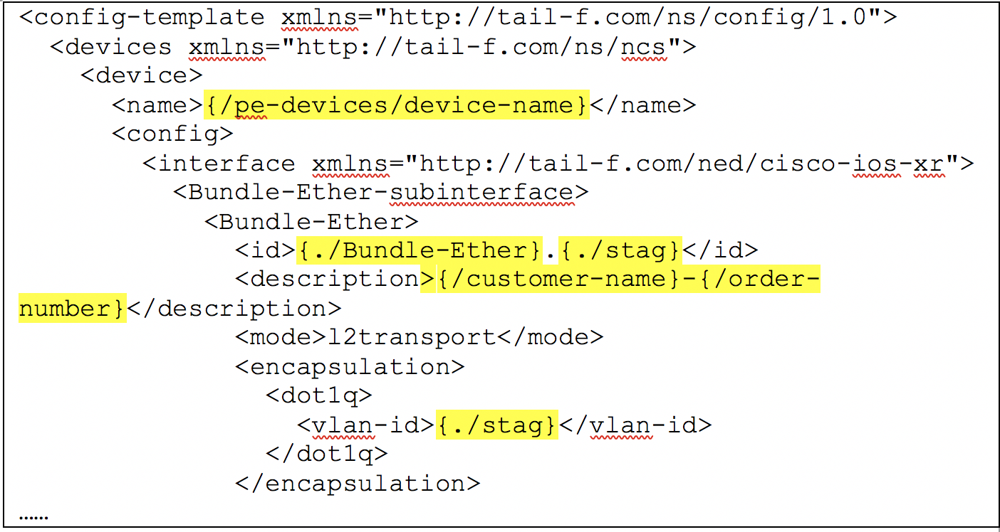 <config-template xmlns="http://tail-f.com/ns/config/1.0">
<devices xmlns="http://tail-f.com/ns/ncs">
<device>
<name>{/pe-devices/device-name}</name>
<config>
<interface xmlns="http://tail-f.com/ned/cisco-ios-xr">
<Bundle-Ether-subinterface>
<Bundle-Ether>
<id>{./Bundle-Ether}.{./stag}</id>
<description>{/customer-name}-{/order-
number}</description>
<mode>l2transport</mode>
<encapsulation>
<dot1q>
<vlan-id>{./stag}</vlan-id>
</dot1q>
</encapsulation>
……